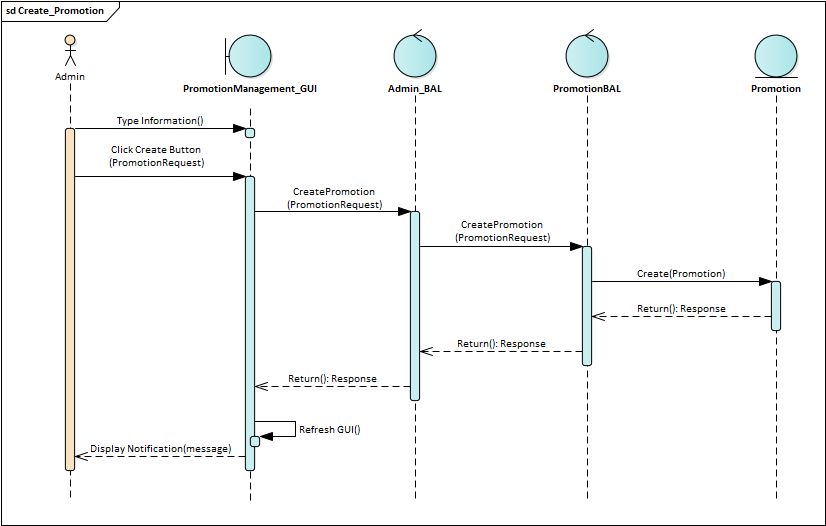 sd Create_Promotion
Admin
PromotionManagement_GUI
Admin_BAL
PromotionBAL
Promotion
Type Information()
Click Create Button
(PromotionRequest)
CreatePromotion
(PromotionRequest)
CreatePromotion
(PromotionRequest)
Create(Promotion)
Return(): Response
Return(): Response
Return(): Response
Refresh GUI()
Display Notification(message)